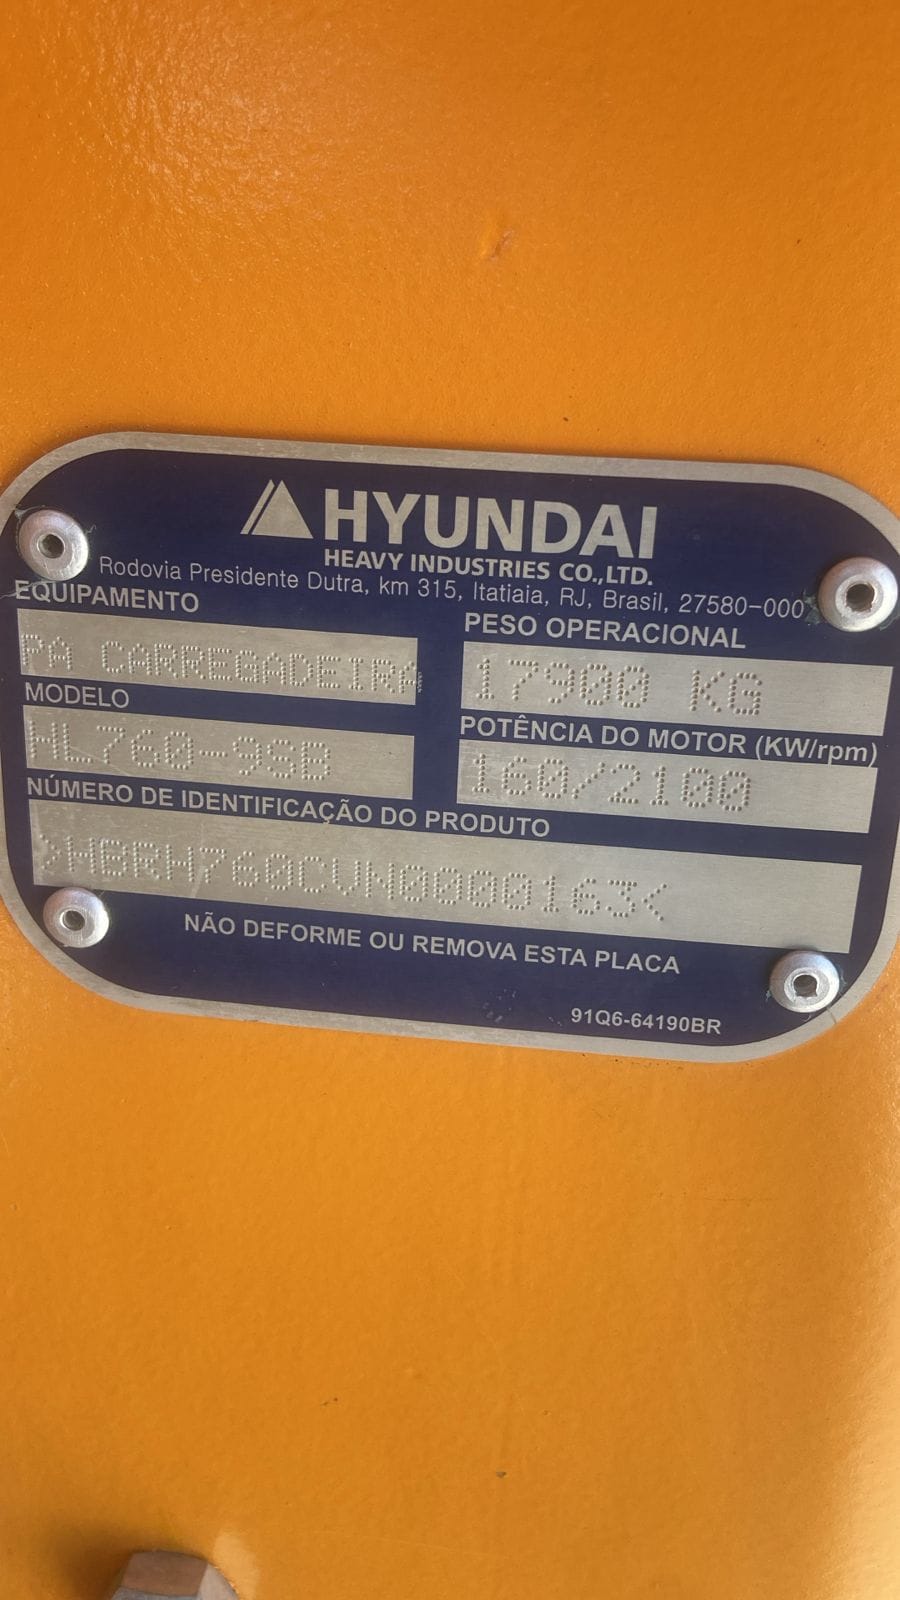 HYUNDAI
HEAVY INDUSTRIES CO.,LTD.
Rodovia Presidente Dutra, km 315, Itatiaia, RJ, Brasil, 27580-000
EQUIPAMENTO
PA CARREGADEIRA
PESO OPERACIONAL
17900 KG
MODELO
HL760-9SB
POTÊNCIA DO MOTOR (KW/rpm)
160/2100
NÚMERO DE IDENTIFICAÇÃO DO PRODUTO
>HBRH760CVN0000163<
NÃO DEFORME OU REMOVA ESTA PLACA
91Q6-64190BR